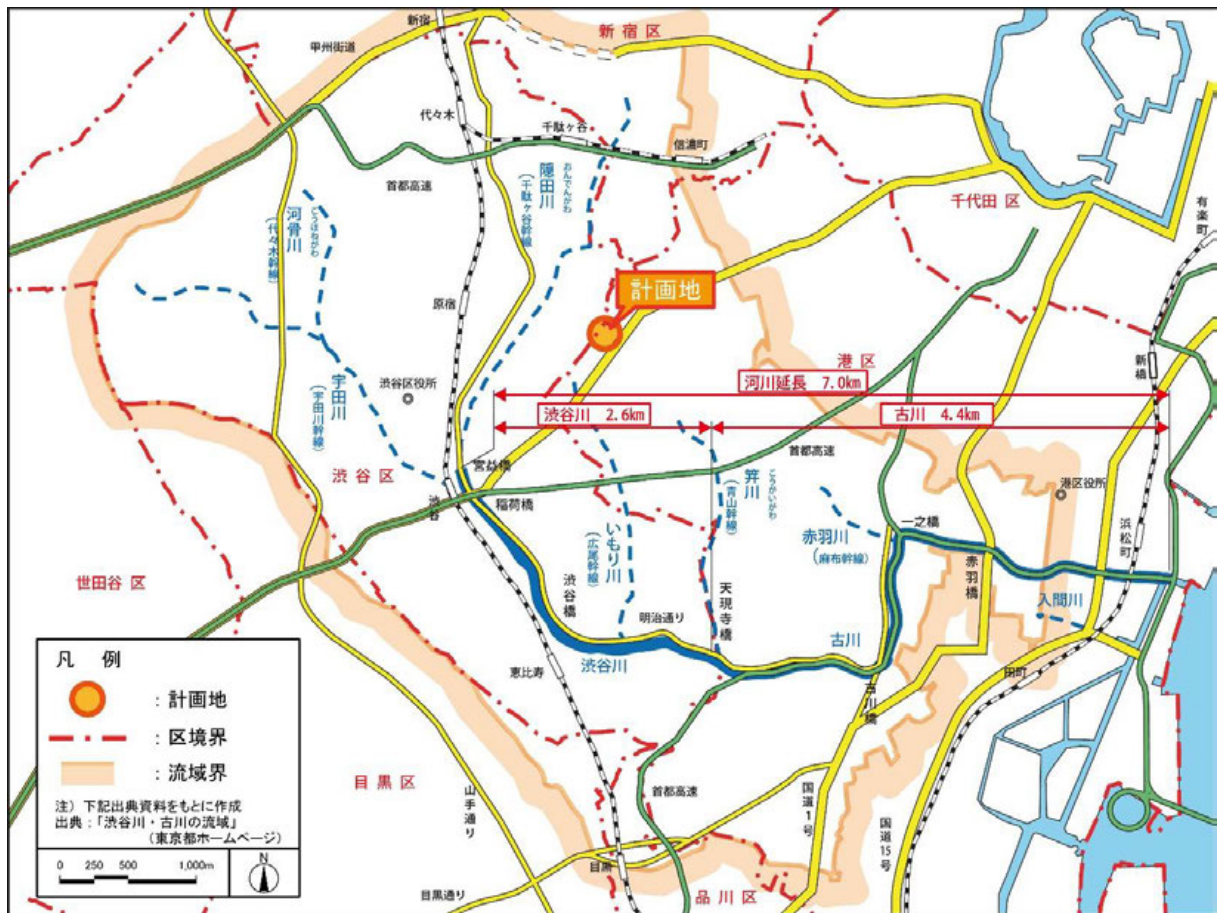 新宿
新宿区
甲州街道
代々木
千駄ヶ谷
信濃町
隠田川
おんでんがわ
(千駄ヶ谷幹線)
首都高速
千代田区
有楽町
河骨川
こうほねがわ
(代々木幹線)
計画地
原宿
新橋
港区
河川延長 7.0km
渋谷区役所
宇田川
(宇田川幹線)
渋谷川 2.6km
古川 4.4km
首都高速
宮益橋
渋谷区
渋谷
稲荷橋
笄川
こうがいがわ
(青山幹線)
港区役所
いもり川
(広尾幹線)
赤羽川
(麻布幹線)
一之橋
浜松町
世田谷区
渋谷橋
明治通り
天現寺橋
赤羽橋
入間川
古川
渋谷川
恵比寿
古川橋
田町
目黒区
山手通り
首都高速
国道1号
国道15号
目黒
目黒通り
品川区
凡 例
:計画地
:区境界
:流域界
注) 下記出典資料をもとに作成
出典:「渋谷川・古川の流域」
(東京都ホームページ)
0 250 500 1,000m
N